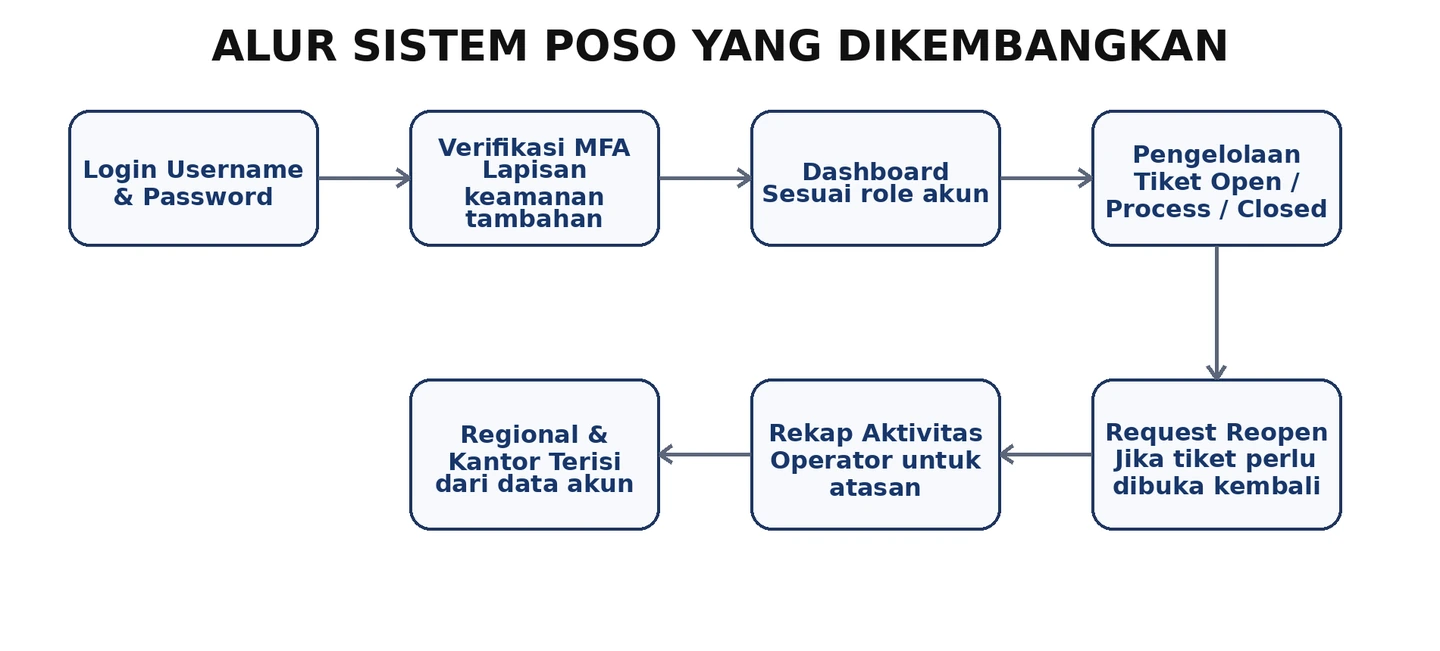 ALUR SISTEM POSO YANG DIKEMBANGKAN
Login Username
& Password
Verifikasi MFA
Lapisan
keamanan
tambahan
Dashboard
Sesuai role akun
Pengelolaan
Tiket Open /
Process / Closed
Request Reopen
Jika tiket perlu
dibuka kembali
Rekap Aktivitas
Operator untuk
atasan
Regional &
Kantor Terisi
dari data akun